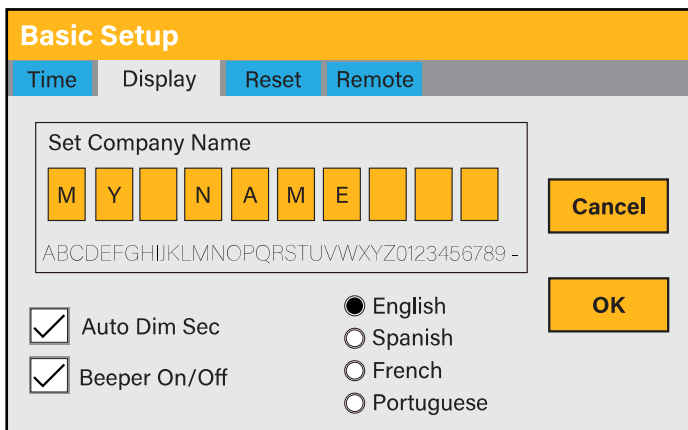 Basic Setup
Time Display Reset Remote
Set Company Name
M Y N A M E
ABCDEFGHIJKLMNOPQRSTUVWXYZ0123456789 -
Cancel
OK
Auto Dim Sec
Beeper On/Off
English
Spanish
French
Portuguese